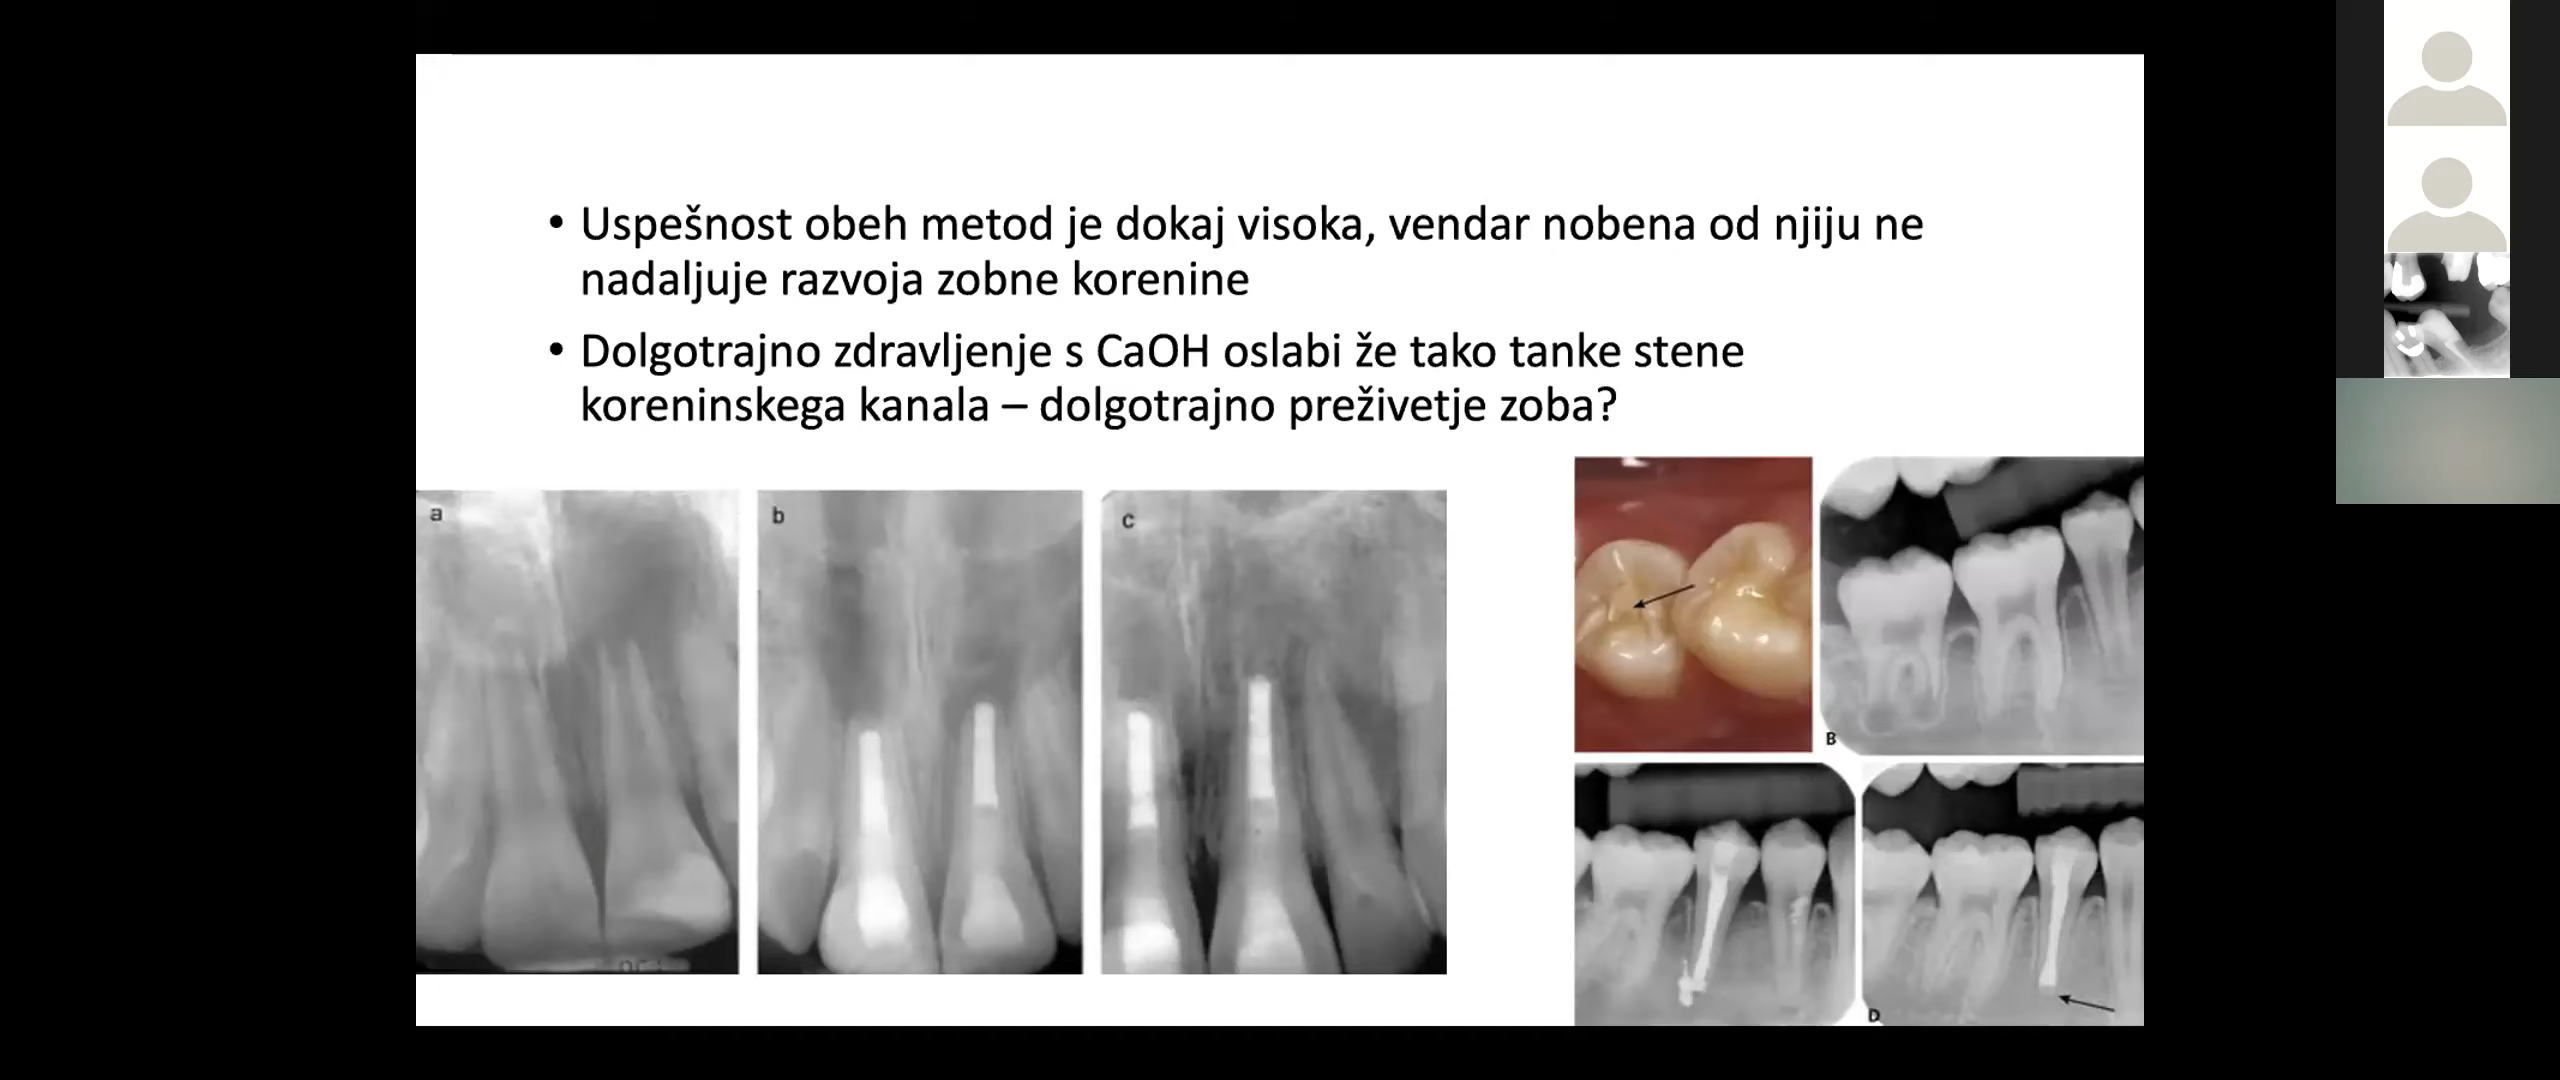 • Uspešnost obeh metod je dokaj visoka, vendar nobena od njiju ne
nadaljuje razvoja zobne korenine
• Dolgotrajno zdravljenje s CaOH oslabi že tako tanke stene
koreninskega kanala – dolgotrajno preživetje zoba?
a
b
c
B
D